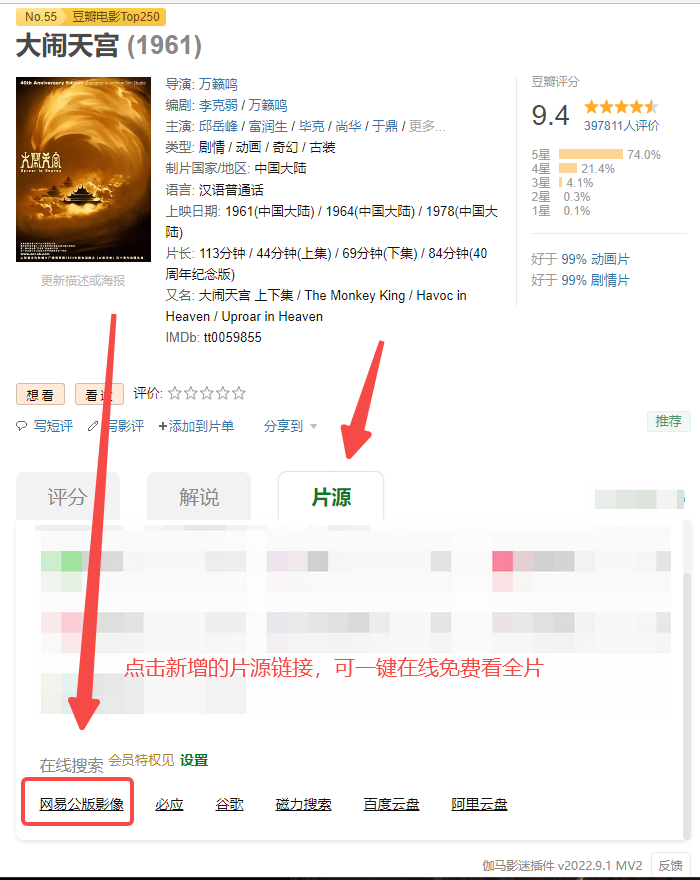 No.55 豆瓣电影Top250
大闹天宫 (1961)
40th Anniversary Edition
大闹天宫
Uproar in Heaven
更新描述或海报
导演: 万籁鸣
编剧: 李克弱 / 万籁鸣
主演: 邱岳峰 / 富润生 / 毕克 / 尚华 / 于鼎 / 更多...
类型: 剧情 / 动画 / 奇幻 / 古装
制片国家/地区: 中国大陆
语言: 汉语普通话
上映日期: 1961(中国大陆) / 1964(中国大陆) / 1978(中国大
陆)
片长: 113分钟 / 44分钟(上集) / 69分钟(下集) / 84分钟(40
周年纪念版)
又名: 大闹天宫 上下集 / The Monkey King / Havoc in
Heaven / Uproar in Heaven
IMDb: tt0059855
豆瓣评分
9.4
397811人评价
5星 74.0%
4星 21.4%
3星 4.1%
2星 0.3%
1星 0.1%
好于 99% 动画片
好于 99% 剧情片
想看 看过 评价:
写短评 写影评 +添加到片单 分享到
推荐
评分 解说 片源
点击新增的片源链接，可一键在线免费看全片
在线搜索 会员特权见 设置
网易公版影像 必应 谷歌 磁力搜索 百度云盘 阿里云盘
伽马影迷插件 v2022.9.1 MV2 反馈